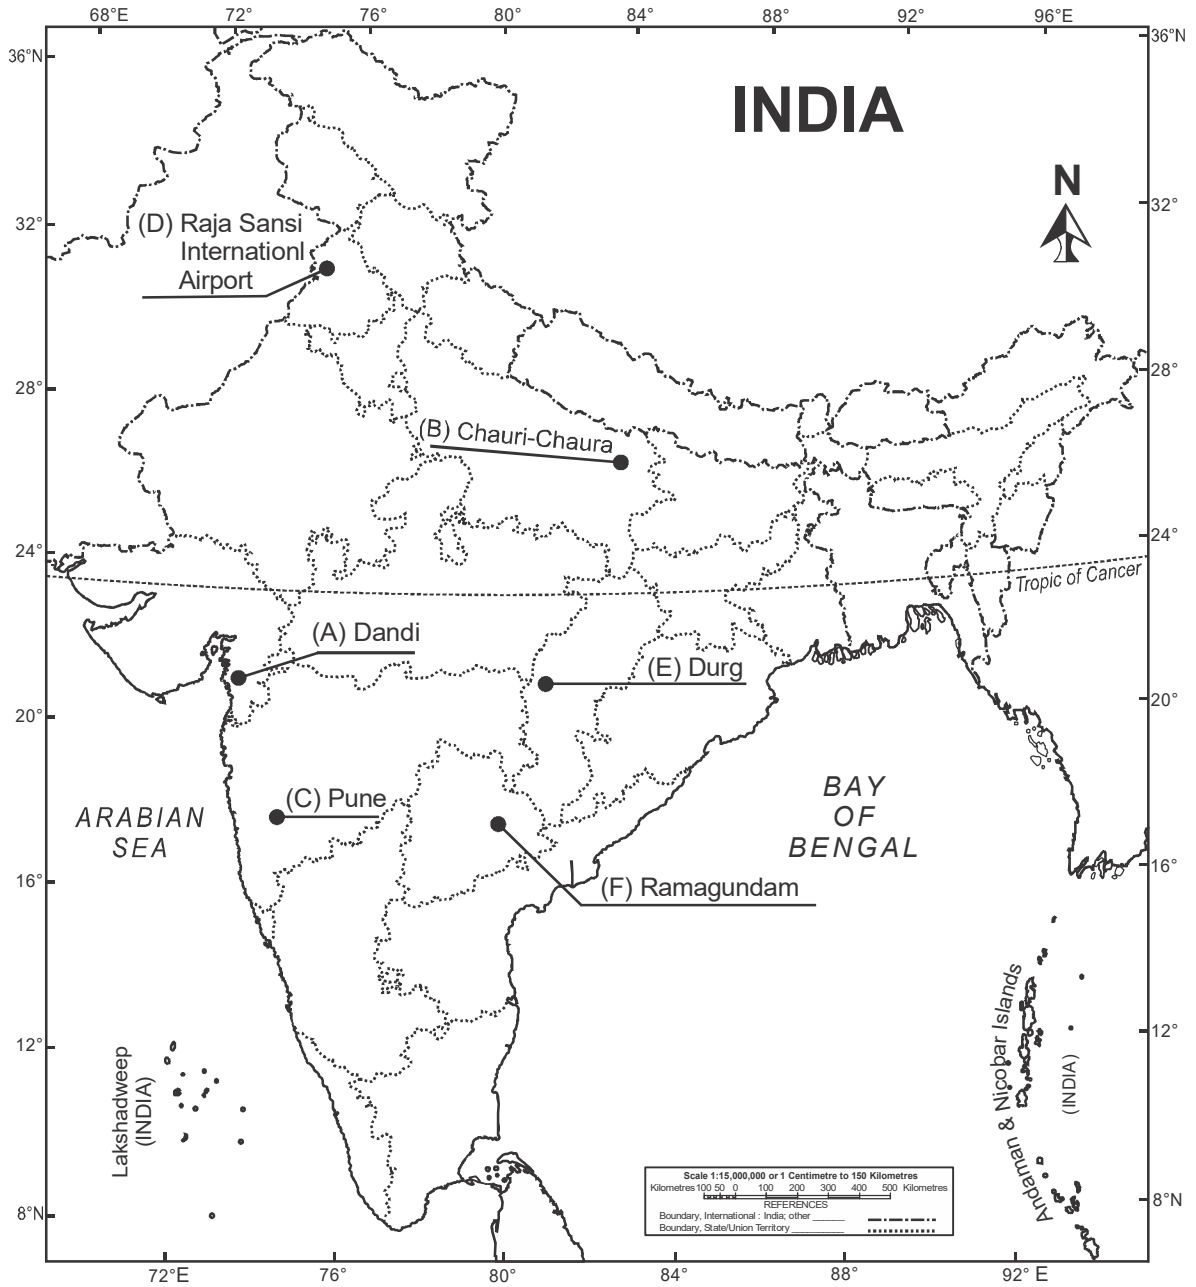 68°E 72° 76° 80° 84° 88° 92° 96°E
36°N
36°N
INDIA
N
32°
32°
(D) Raja Sansi
Internationl
Airport
28°
28°
(B) Chauri-Chaura
24°
24°
Tropic of Cancer
(A) Dandi
(E) Durg
20°
20°
(C) Pune
ARABIAN
SEA
BAY
OF
BENGAL
16°
16°
(F) Ramagundam
Andaman & Nicobar Islands
(INDIA)
12°
12°
Lakshadweep
(INDIA)
Scale 1:15,000,000 or 1 Centimetre to 150 Kilometres
Kilometres 100 50 0 100 200 300 400 500 Kilometres
REFERENCES
Boundary, International : India; other ______
Boundary, State/Union Territory __________
8°N
8°N
72°E 76° 80° 84° 88° 92° E